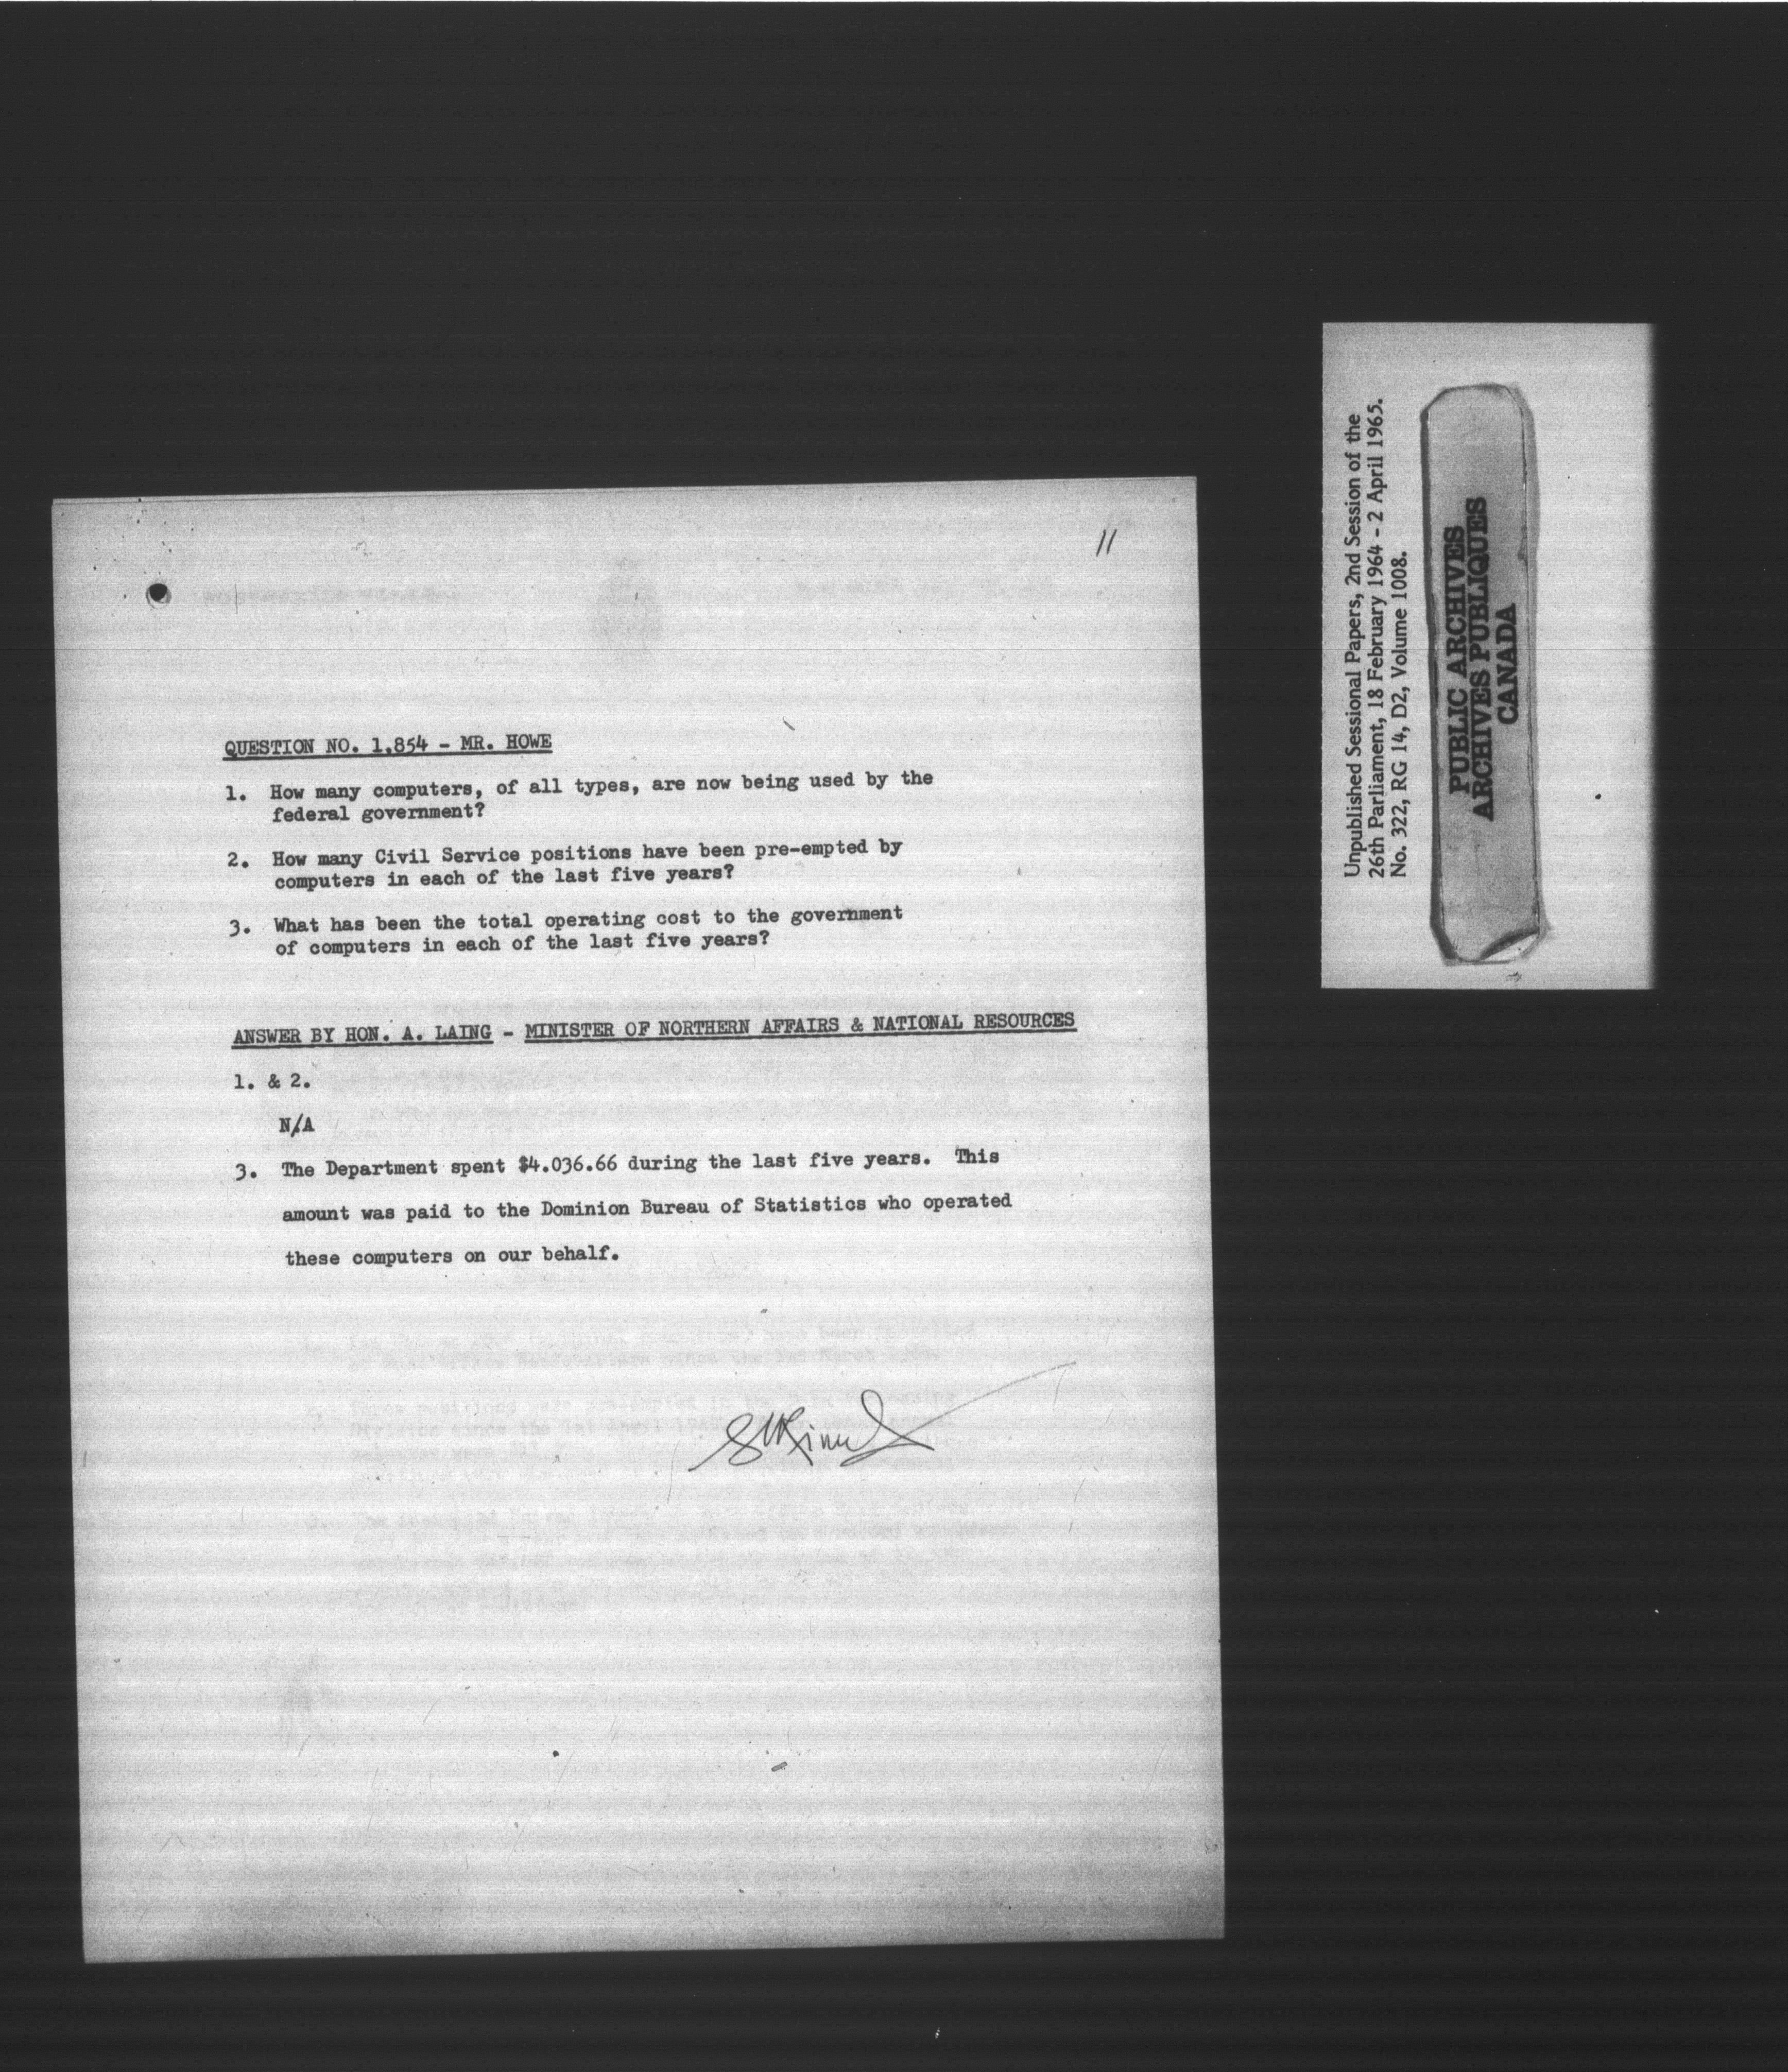 11
QUESTION NO. 1,854 - MR. HOWE
1. How many computers, of all types, are now being used by the
federal government?
2. How many Civil Service positions have been pre-empted by
computers in each of the last five years?
3. What has been the total operating cost to the government
of computers in each of the last five years?
ANSWER BY HON. A. LAING - MINISTER OF NORTHERN AFFAIRS & NATIONAL RESOURCES
1. & 2.
N/A
3. The Department spent $4.036.66 during the last five years. This
amount was paid to the Dominion Bureau of Statistics who operated
these computers on our behalf.
Unpublished Sessional Papers, 2nd Session of the
26th Parliament, 18 February 1964 - 2 April 1965.
No. 322, RG 14, D2, Volume 1008.
PUBLIC ARCHIVES
ARCHIVES PUBLIQUES
CANADA